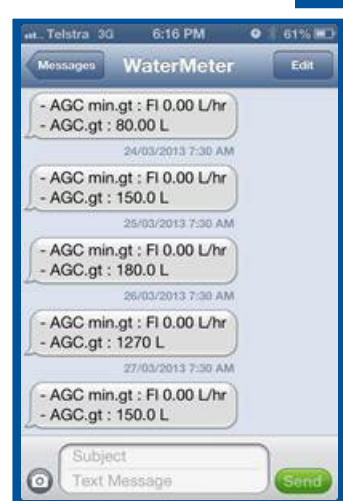 Telstra 3G 6:16 PM 61%
Messages WaterMeter Edit
- AGC min.gt : Fl 0.00 L/hr
- AGC.gt : 80.00 L
24/03/2013 7:30 AM
- AGC min.gt : Fl 0.00 L/hr
- AGC.gt : 150.0 L
25/03/2013 7:30 AM
- AGC min.gt : Fl 0.00 L/hr
- AGC.gt : 180.0 L
26/03/2013 7:30 AM
- AGC min.gt : Fl 0.00 L/hr
- AGC.gt : 1270 L
27/03/2013 7:30 AM
- AGC min.gt : Fl 0.00 L/hr
- AGC.gt : 150.0 L
Subject
Text Message Send